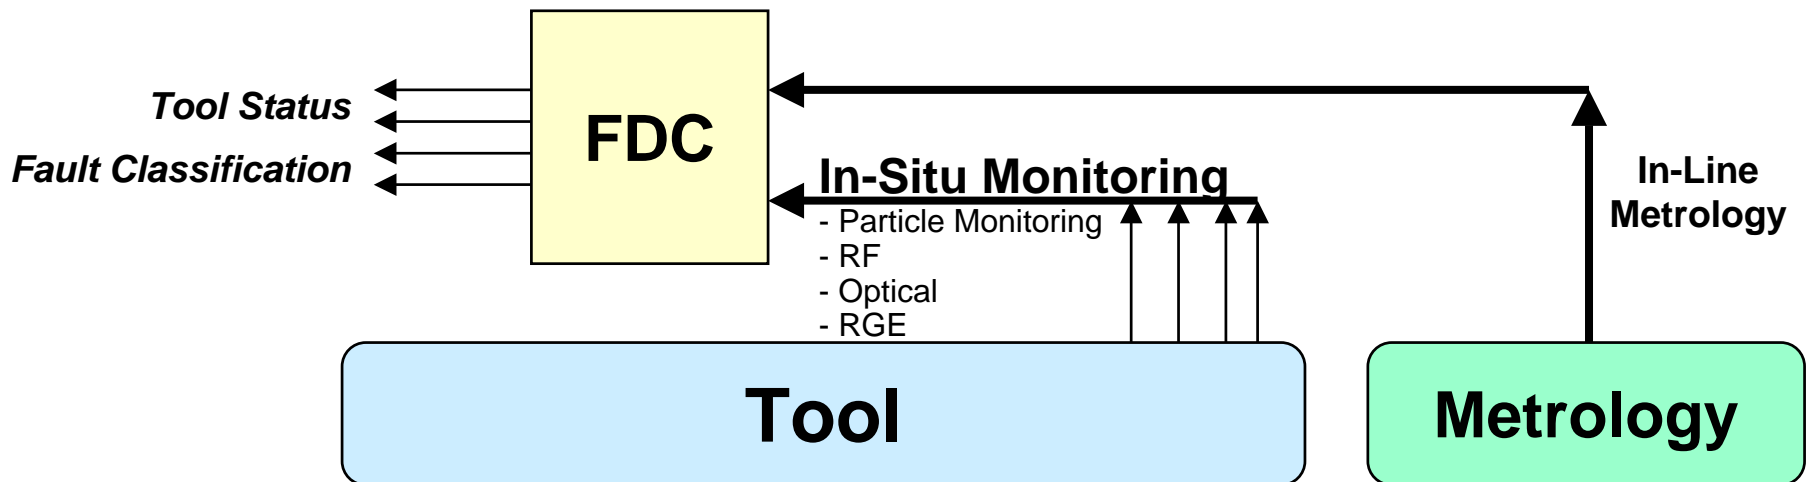 Tool Status
Fault Classification
FDC
In-Situ Monitoring
- Particle Monitoring
- RF
- Optical
- RGE
In-Line
Metrology
Tool
Metrology